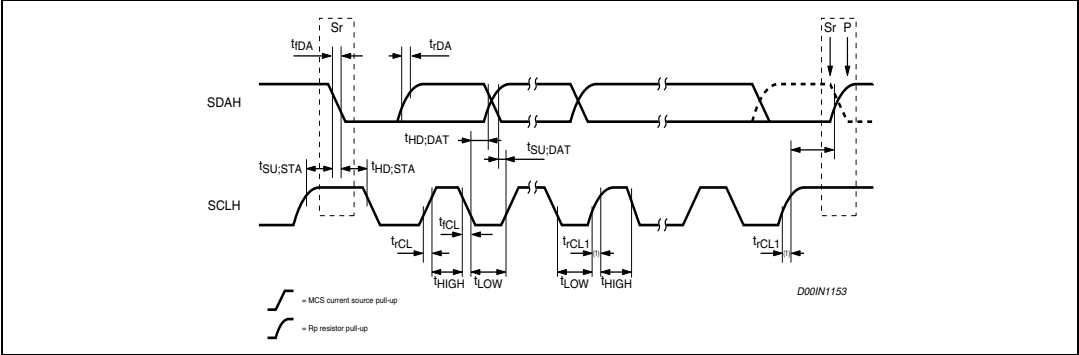 Sr
Sr P
tfDA
trDA
SDAH
tHD;DAT
tSU;DAT
tSU;STA
tHD;STA
SCLH
tfCL
trCL
trCL1
(1)
trCL1
(1)
tHIGH
tLOW
tLOW
tHIGH
D00IN1153
= MCS current source pull-up
= Rp resistor pull-up